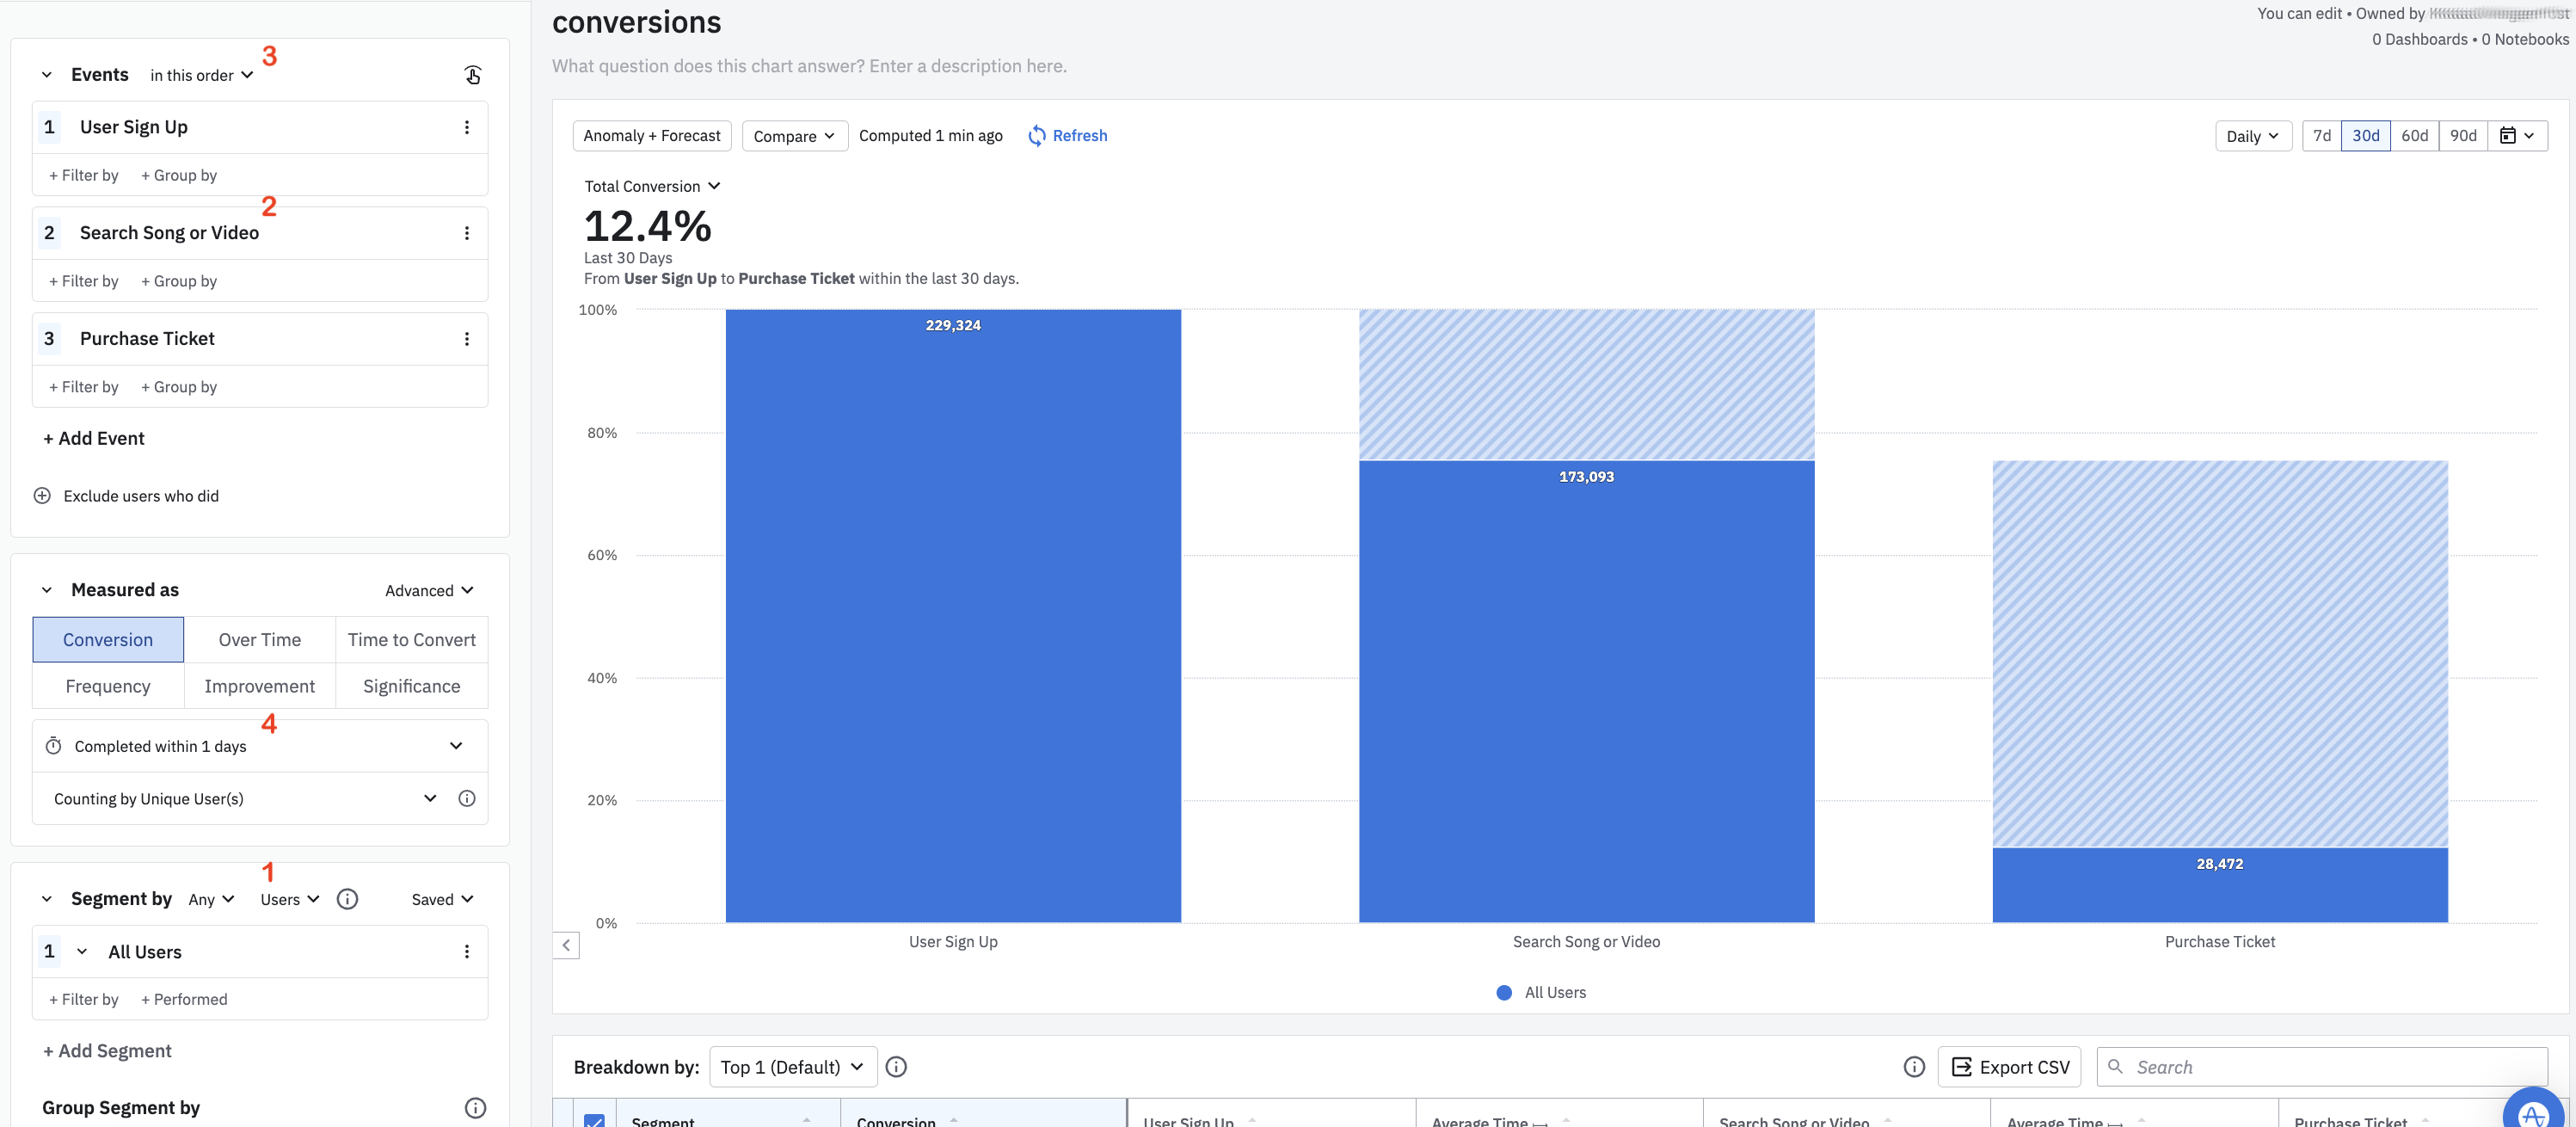 conversions
You can edit • Owned by
What question does this chart answer? Enter a description here.
0 Dashboards • 0 Notebooks
3
Events in this order
1 User Sign Up
+ Filter by + Group by
2
2 Search Song or Video
+ Filter by + Group by
3 Purchase Ticket
+ Filter by + Group by
+ Add Event
Exclude users who did
Measured as Advanced
Conversion Over Time Time to Convert
Frequency Improvement Significance
4
Completed within 1 days
Counting by Unique User(s)
1
Segment by Any Users Saved
1 All Users
+ Filter by + Performed
+ Add Segment
Group Segment by
Anomaly + Forecast Compare Computed 1 min ago Refresh Daily 7d 30d 60d 90d
Total Conversion
12.4%
Last 30 Days
From User Sign Up to Purchase Ticket within the last 30 days.
100%
229,324
80%
173,093
60%
40%
20%
28,472
0%
User Sign Up Search Song or Video Purchase Ticket
All Users
Breakdown by: Top 1 (Default) Export CSV Search
Segment Conversion User Sign Up Average Time Search Song or Video Average Time Purchase Ticket